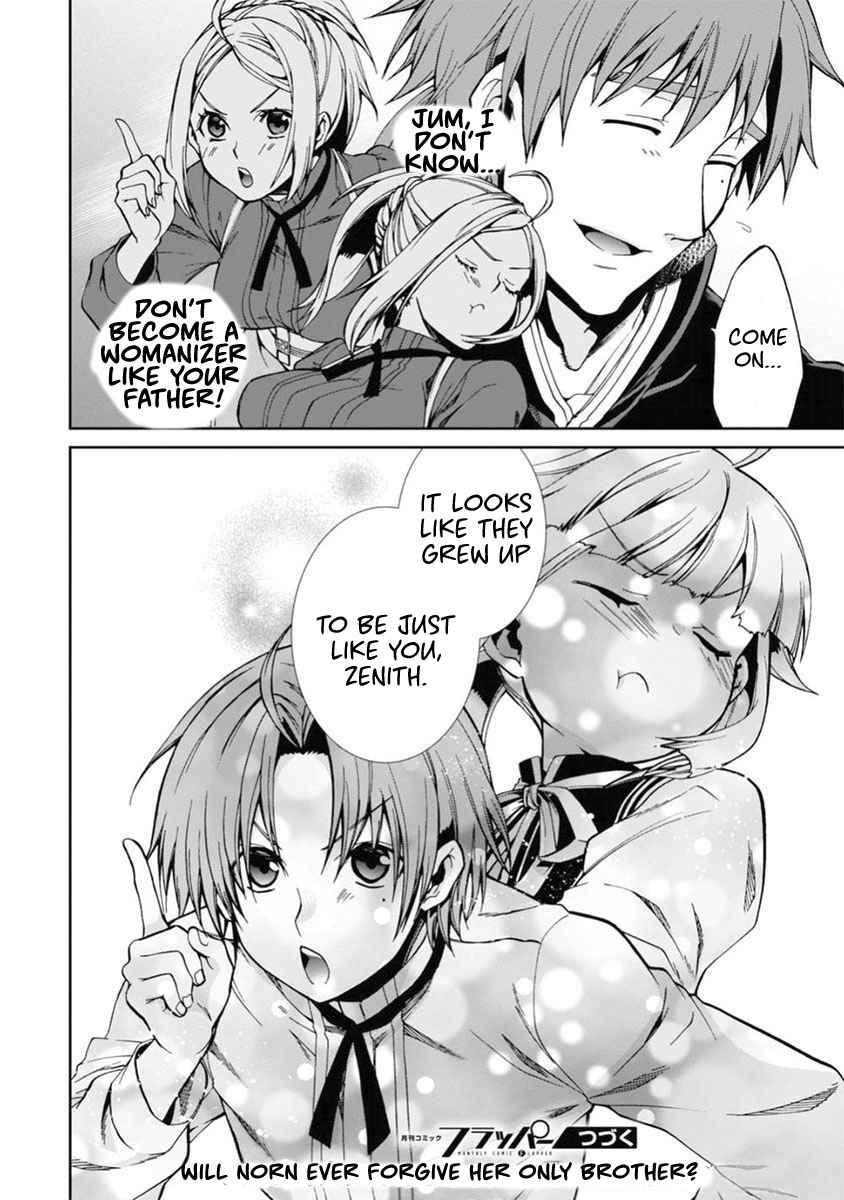 COME
ON...
JUM, I
DON'T
KNOW...
DON'T
BECOME A
WOMANIZER
LIKE YOUR
FATHER!
IT LOOKS
LIKE THEY
GREW UP
TO BE JUST
LIKE YOU,
ZENITH.
月刊コミック フラッパー つづく
WILL NORN EVER FORGIVE HER ONLY BROTHER?